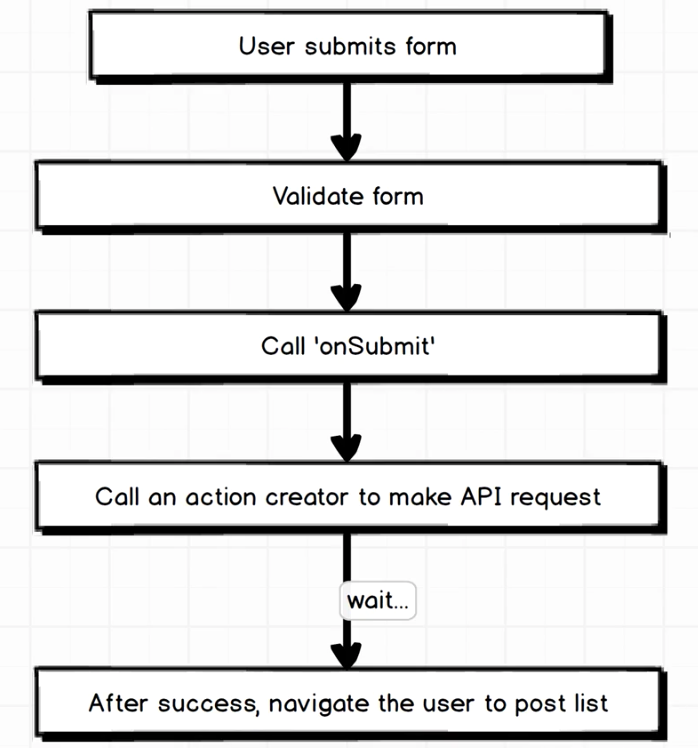 User submits form
Validate form
Call 'onSubmit'
Call an action creator to make API request
wait...
After success, navigate the user to post list